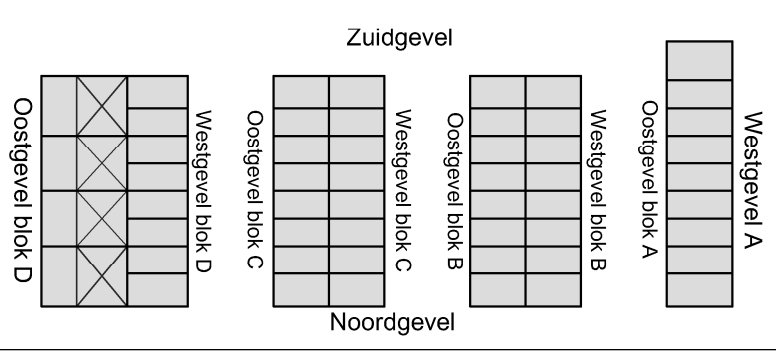 Zuidgevel
Oostgevel blok D
Westgevel blok D
Oostgevel blok C
Westgevel blok C
Oostgevel blok B
Westgevel blok B
Oostgevel blok A
Westgevel A
Noordgevel